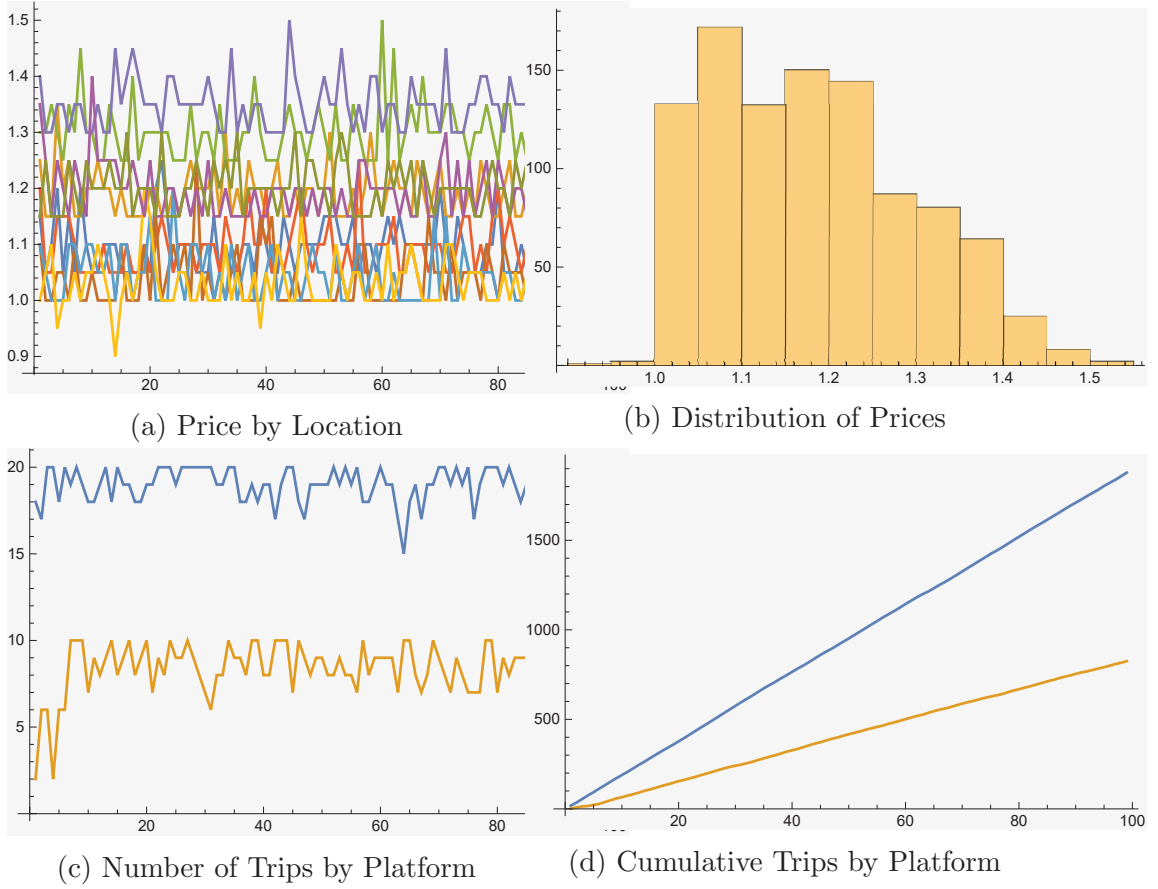 1.5
1.4
1.3
1.2
1.1
1.0
0.9
20 40 60 80
(a) Price by Location
150
100
50
1.0 1.1 1.2 1.3 1.4 1.5
(b) Distribution of Prices
20
15
10
5
20 40 60 80
(c) Number of Trips by Platform
1500
1000
500
20 40 60 80 100
(d) Cumulative Trips by Platform